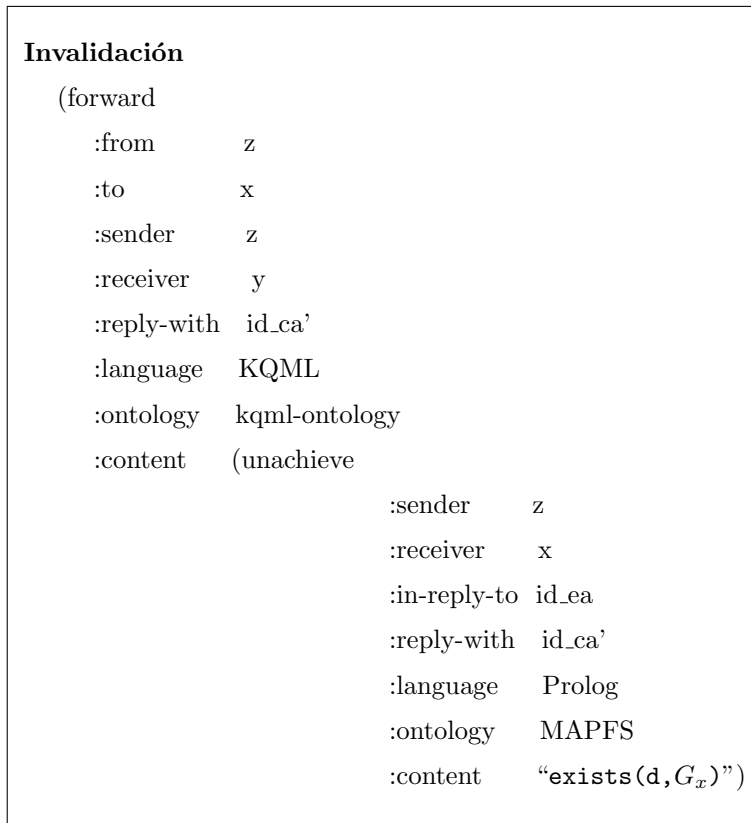 Invalidación
(forward
:from z
:to x
:sender z
:receiver y
:reply-with id_ca’
:language KQML
:ontology kqml-ontology
:content (unachieve
:sender z
:receiver x
:in-reply-to id_ea
:reply-with id_ca’
:language Prolog
:ontology MAPFS
:content “exists(d,Gx)”)